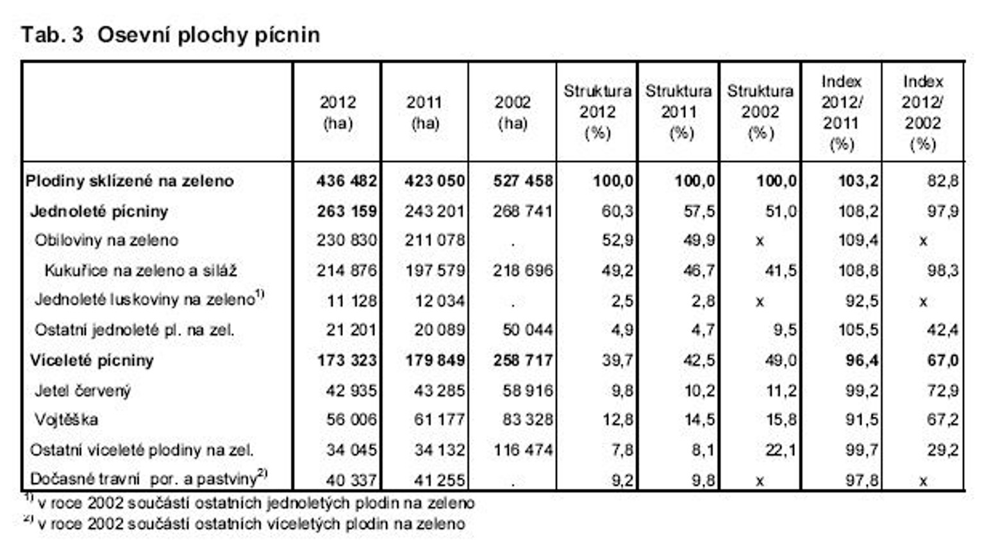 Tab. 3 Osevní plochy pícnin
2012 (ha) 2011 (ha) 2002 (ha) Struktura 2012 (%) Struktura 2011 (%) Struktura 2002 (%) Index 2012/ 2011 (%) Index 2012/ 2002 (%)
Plodiny sklízené na zeleno 436 482 423 050 527 458 100,0 100,0 100,0 103,2 82,8
Jednoleté pícniny 263 159 243 201 268 741 60,3 57,5 51,0 108,2 97,9
Obiloviny na zeleno 230 830 211 078 . 52,9 49,9 x 109,4 x
Kukuřice na zeleno a siláž 214 876 197 579 218 696 49,2 46,7 41,5 108,8 98,3
Jednoleté luskoviny na zeleno1) 11 128 12 034 . 2,5 2,8 x 92,5 x
Ostatní jednoleté pl. na zel. 21 201 20 089 50 044 4,9 4,7 9,5 105,5 42,4
Víceleté pícniny 173 323 179 849 258 717 39,7 42,5 49,0 96,4 67,0
Jetel červený 42 935 43 285 58 916 9,8 10,2 11,2 99,2 72,9
Vojtěška 56 006 61 177 83 328 12,8 14,5 15,8 91,5 67,2
Ostatní víceleté plodiny na zel. 34 045 34 132 116 474 7,8 8,1 22,1 99,7 29,2
Dočasné travní por. a pastviny2) 40 337 41 255 . 9,2 9,8 x 97,8 x
1) v roce 2002 součástí ostatních jednoletých plodin na zeleno
2) v roce 2002 součástí ostatních víceletých plodin na zeleno